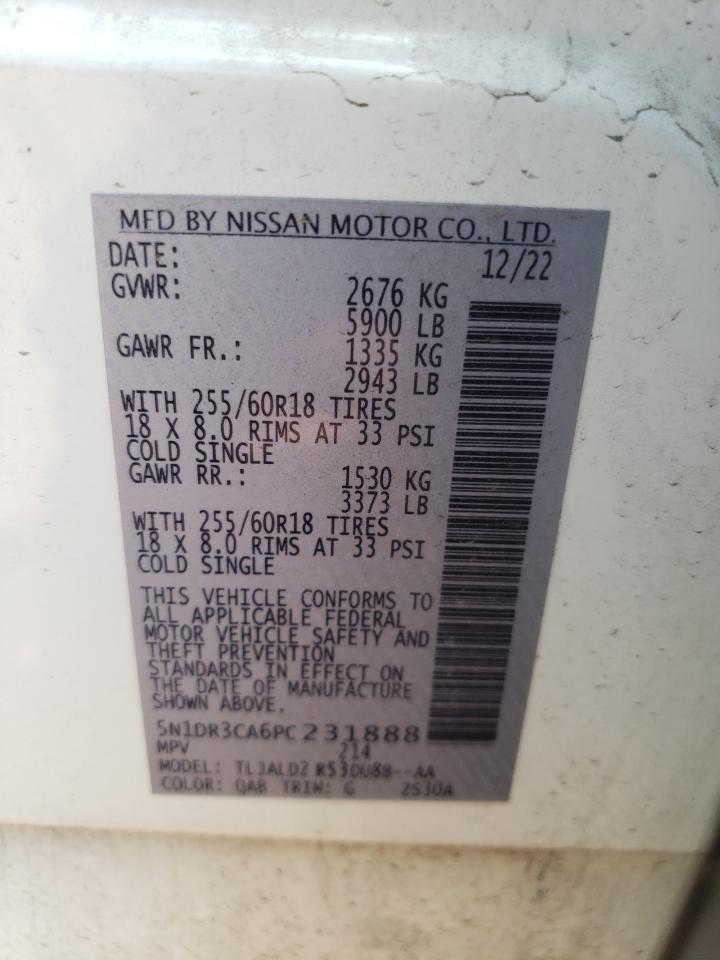 MFD BY NISSAN MOTOR CO., LTD.
DATE: 12/22
GVWR: 2676 KG
5900 LB
GAWR FR.: 1335 KG
2943 LB
WITH 255/60R18 TIRES
18 X 8.0 RIMS AT 33 PSI
COLD SINGLE
GAWR RR.: 1530 KG
3373 LB
WITH 255/60R18 TIRES
18 X 8.0 RIMS AT 33 PSI
COLD SINGLE
THIS VEHICLE CONFORMS TO
ALL APPLICABLE FEDERAL
MOTOR VEHICLE SAFETY AND
THEFT PREVENTION
STANDARDS IN EFFECT ON
THE DATE OF MANUFACTURE
SHOWN ABOVE.
5N1DR3CA6PC231888
MPV 214
MODEL:
COLOR: QAB TRIM: G